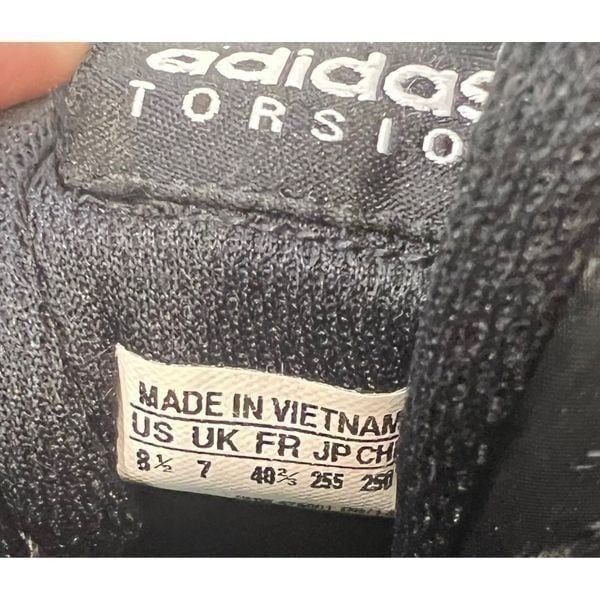 adidas
TORSIO
MADE IN VIETNAM
US UK FR JP CH
8½ 7 40⅔ 255 250